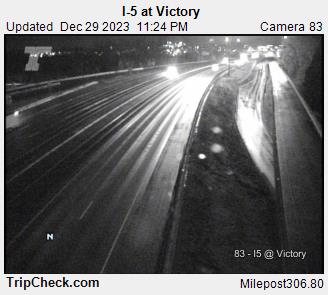 I-5 at Victory
Updated Dec 29 2023 11:24 PM Camera 83
T
N
83 - I5 @ Victory
TripCheck.com Milepost306.80